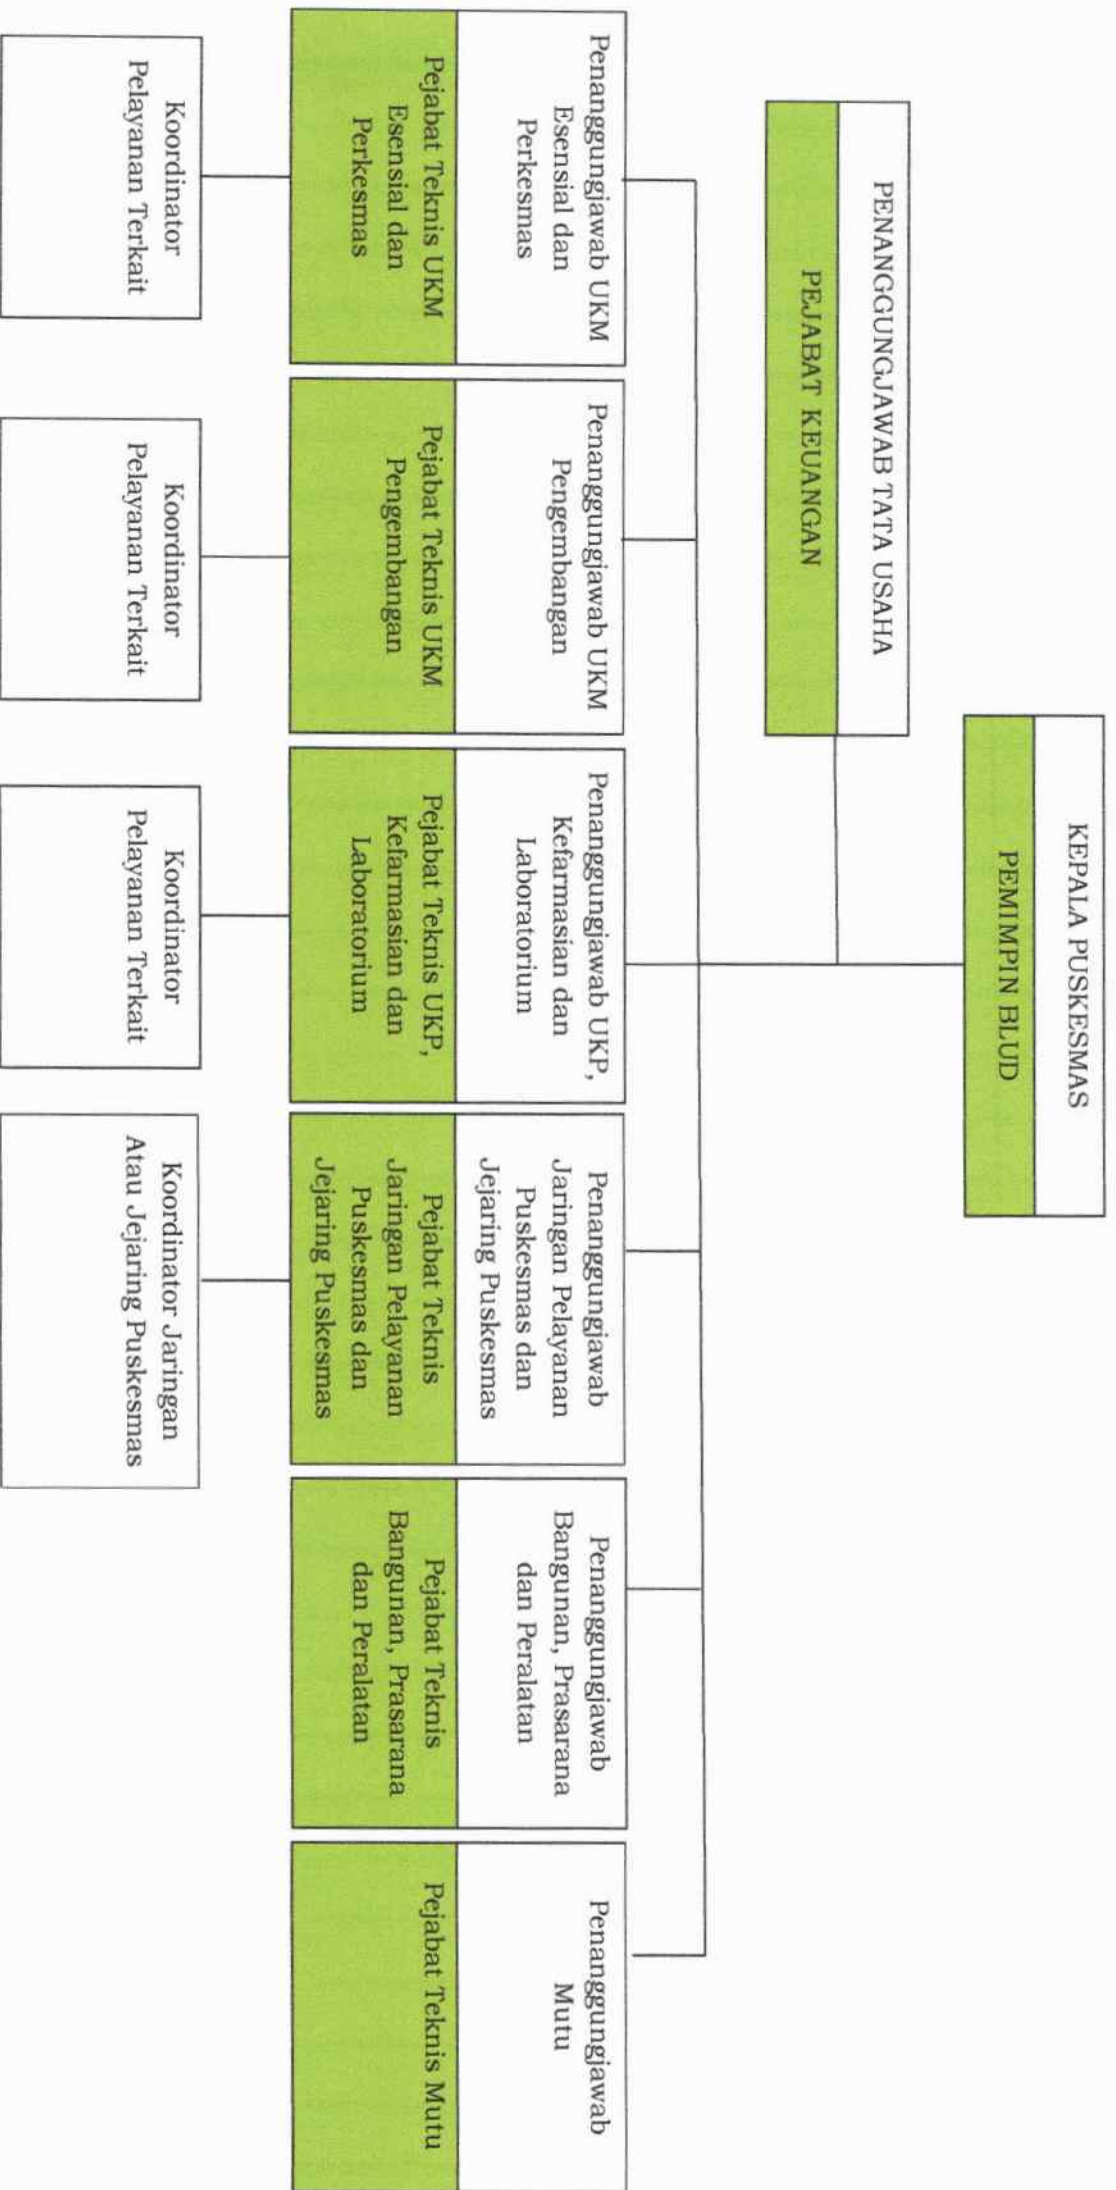 KEPALA PUSKESMAS
PEMIMPIN BLUD
PENANGGUNGJAWAB TATA USAHA
PEJABAT KEUANGAN
Penanggungjawab UKM
Esensial dan
Perkesmas
Pejabat Teknis UKM
Esensial dan
Perkesmas
Koordinator
Pelayanan Terkait
Penanggungjawab UKM
Pengembangan
Pejabat Teknis UKM
Pengembangan
Koordinator
Pelayanan Terkait
Penanggungjawab UKP,
Kefarmasian dan
Laboratorium
Pejabat Teknis UKP,
Kefarmasian dan
Laboratorium
Koordinator
Pelayanan Terkait
Penanggungjawab
Jaringan Pelayanan
Puskesmas dan
Jejaring Puskesmas
Pejabat Teknis
Jaringan Pelayanan
Puskesmas dan
Jejaring Puskesmas
Koordinator Jaringan
Atau Jejaring Puskesmas
Penanggungjawab
Bangunan, Prasarana
dan Peralatan
Pejabat Teknis
Bangunan, Prasarana
dan Peralatan
Penanggungjawab
Mutu
Pejabat Teknis Mutu